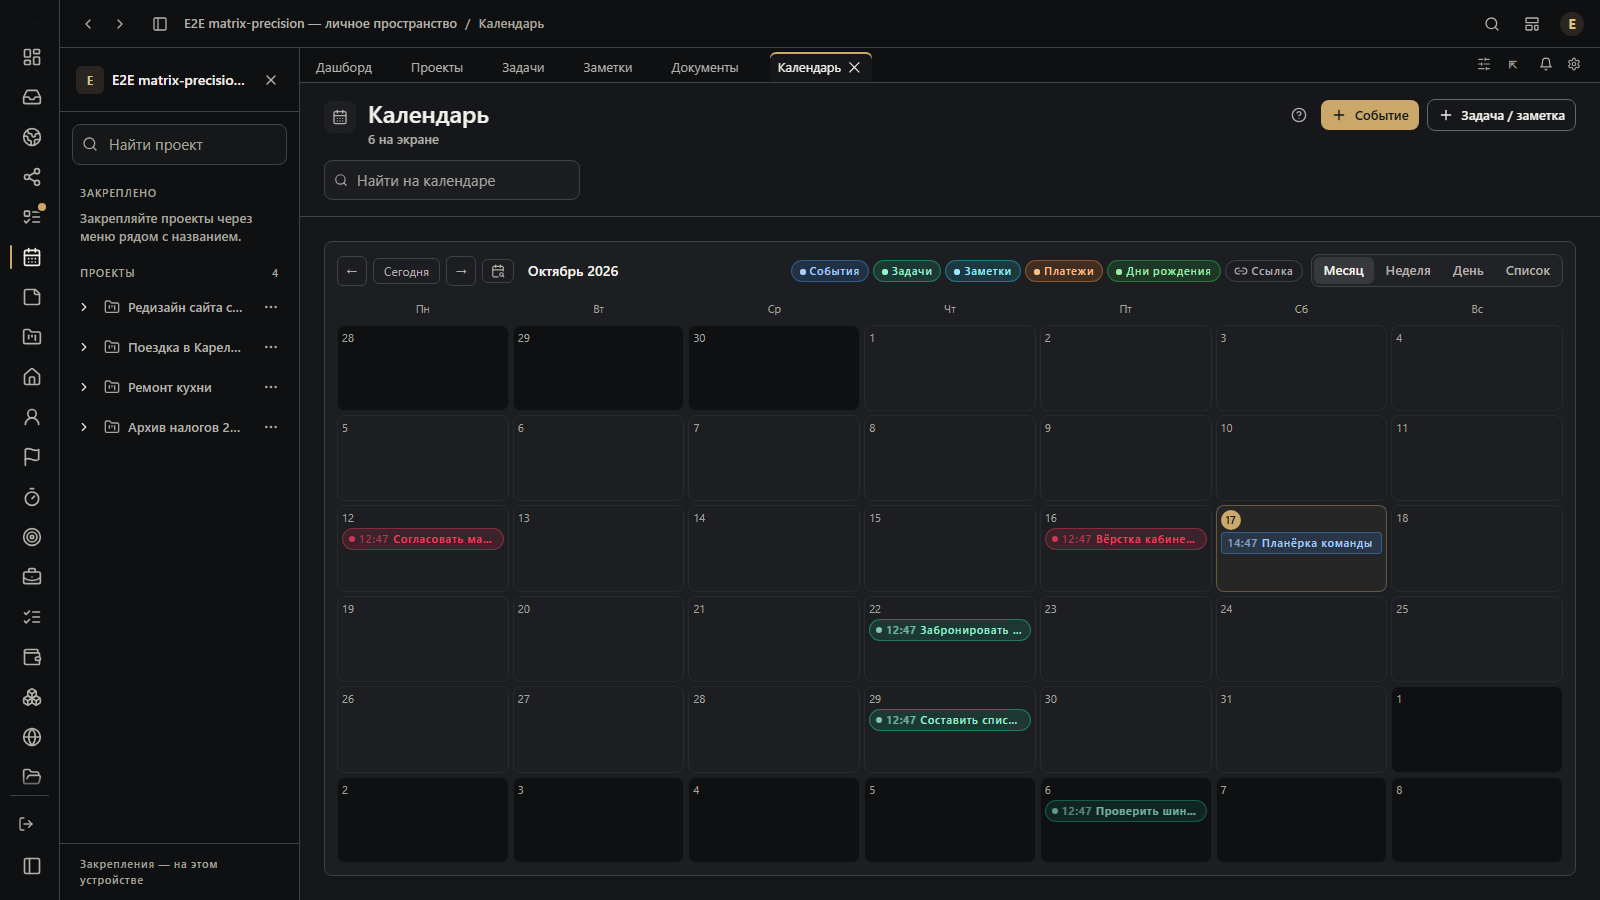 E2E matrix-precision — личное пространство / Календарь
E
E E2E matrix-precisio...
Найти проект
ЗАКРЕПЛЕНО
Закрепляйте проекты через
меню рядом с названием.
ПРОЕКТЫ 4
Редизайн сайта с...
Поездка в Карел...
Ремонт кухни
Архив налогов 2...
Закрепления — на этом
устройстве
Дашборд Проекты Задачи Заметки Документы Календарь
Календарь
6 на экране
+ Событие
+ Задача / заметка
Найти на календаре
← Сегодня → Октябрь 2026
События Задачи Заметки Платежи Дни рождения Ссылка
Месяц Неделя День Список
Пн Вт Ср Чт Пт Сб Вс
28 29 30 1 2 3 4
5 6 7 8 9 10 11
12 13 14 15 16 17 18
12:47 Согласовать ма...
12:47 Вёрстка кабине...
14:47 Планёрка команды
19 20 21 22 23 24 25
12:47 Забронировать ...
26 27 28 29 30 31 1
12:47 Составить спис...
2 3 4 5 6 7 8
12:47 Проверить шин...